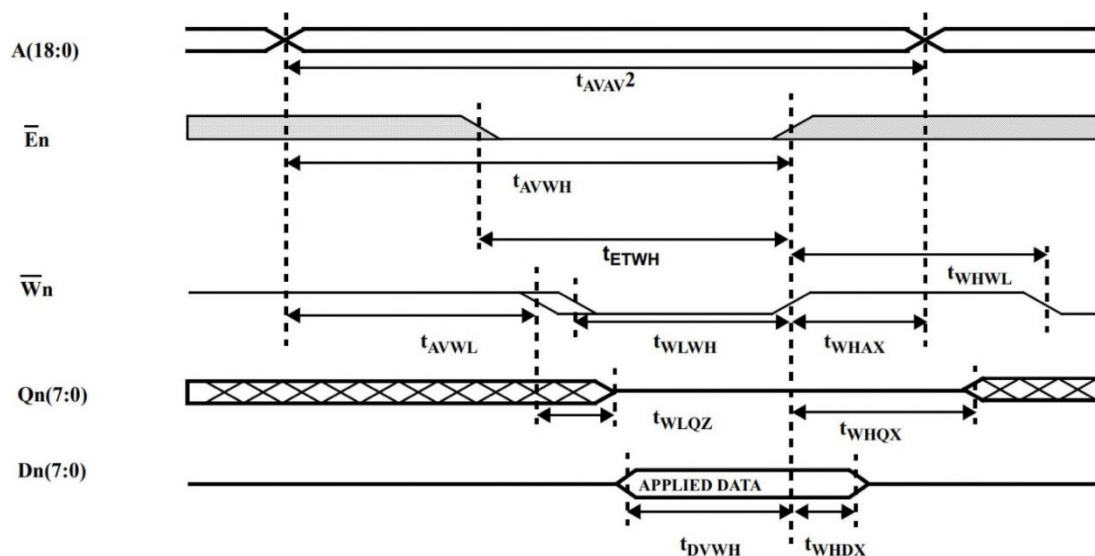 A(18:0)
tAVAV2
En
tAVWH
tETWH
Wn
tWHWL
tAVWL
tWLWH
tWHAX
Qn(7:0)
tWLQZ
tWHQX
Dn(7:0)
APPLIED DATA
tDVWH
tWHDX